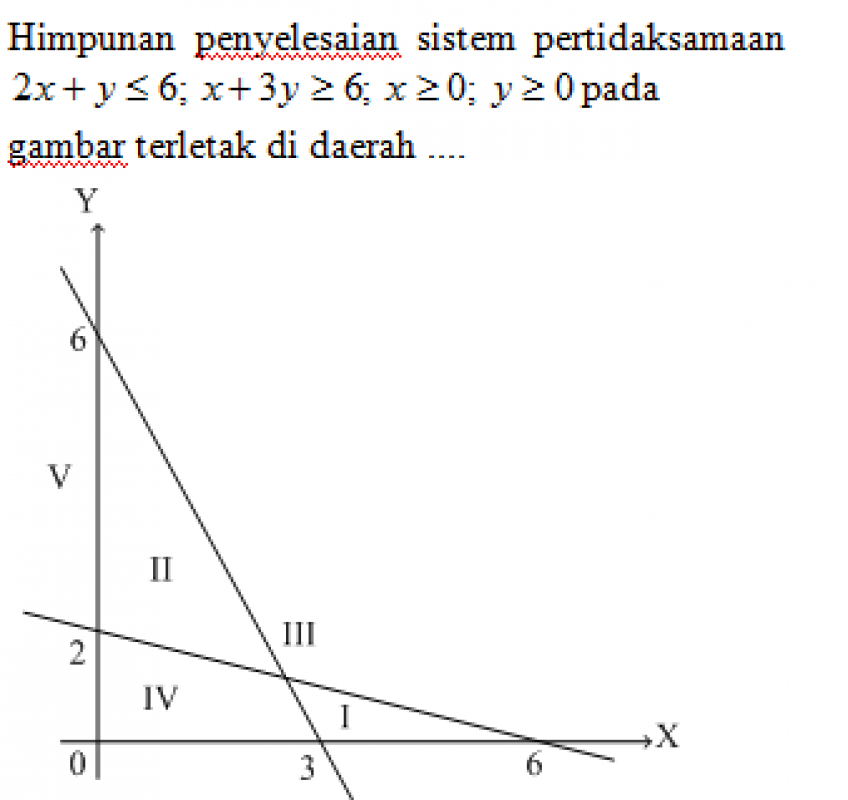 Himpunan penyelesaian sistem pertidaksamaan
2x + y ≤ 6; x + 3y ≥ 6; x ≥ 0; y ≥ 0 pada
gambar terletak di daerah ....
Y
6
V
II
III
2
IV
I
X
0
3
6